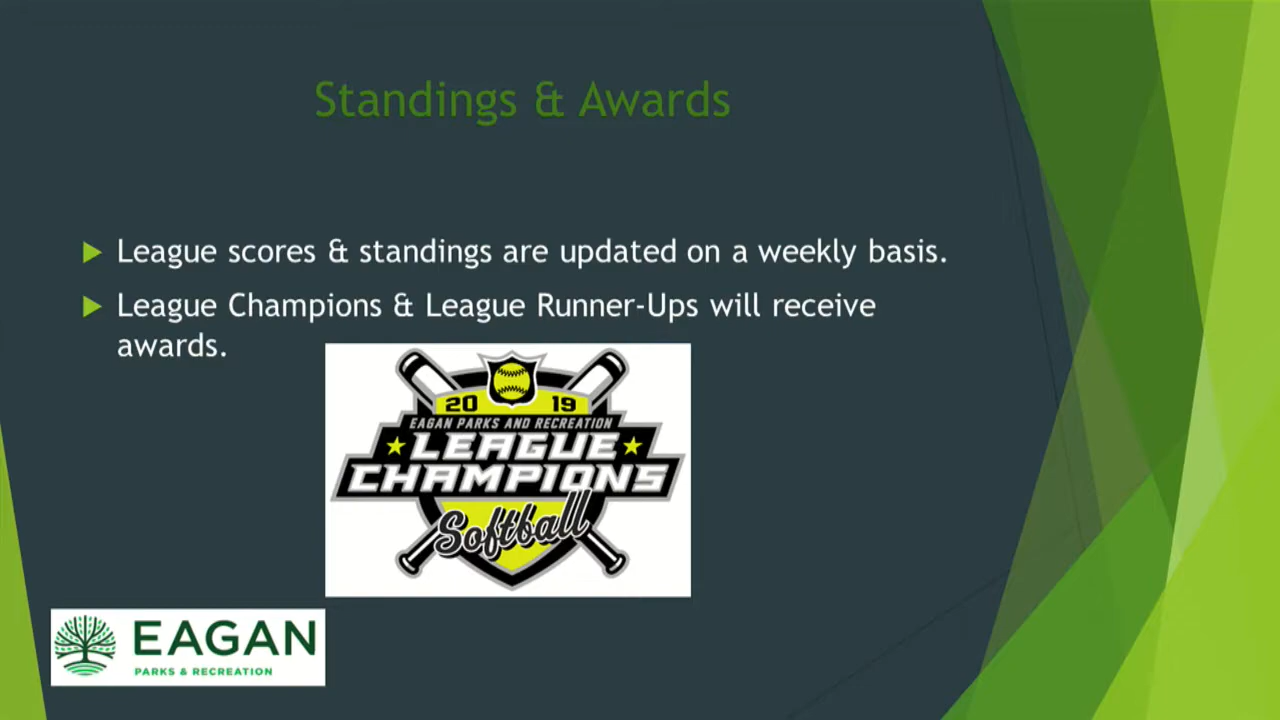 Standings & Awards
League scores & standings are updated on a weekly basis.
League Champions & League Runner-Ups will receive
awards.
20 19
EAGAN PARKS AND RECREATION
LEAGUE
CHAMPIONS
Softball
EAGAN
PARKS & RECREATION